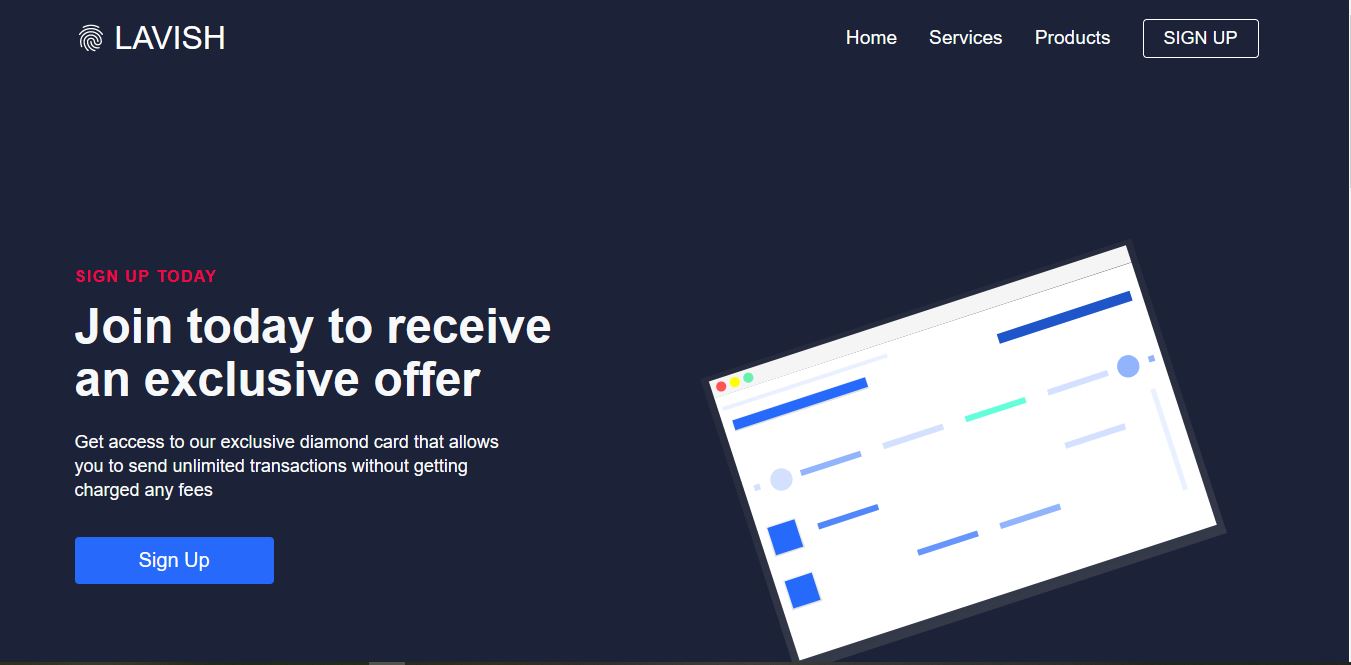 LAVISH
Home
Services
Products
SIGN UP
SIGN UP TODAY
Join today to receive
an exclusive offer
Get access to our exclusive diamond card that allows
you to send unlimited transactions without getting
charged any fees
Sign Up